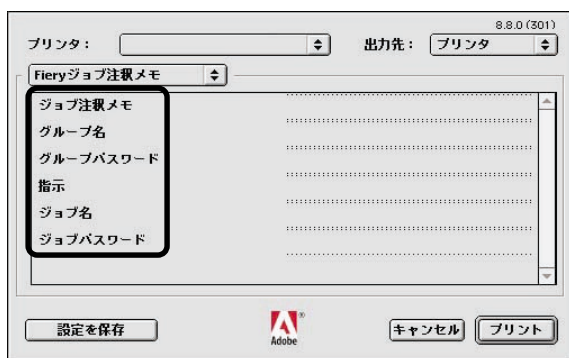 8.8.0 (301)
プリンタ： 出力先： プリンタ
Fieryジョブ注釈メモ
ジョブ注釈メモ
グループ名
グループパスワード
指示
ジョブ名
ジョブパスワード
設定を保存 Adobe ® キャンセル プリント